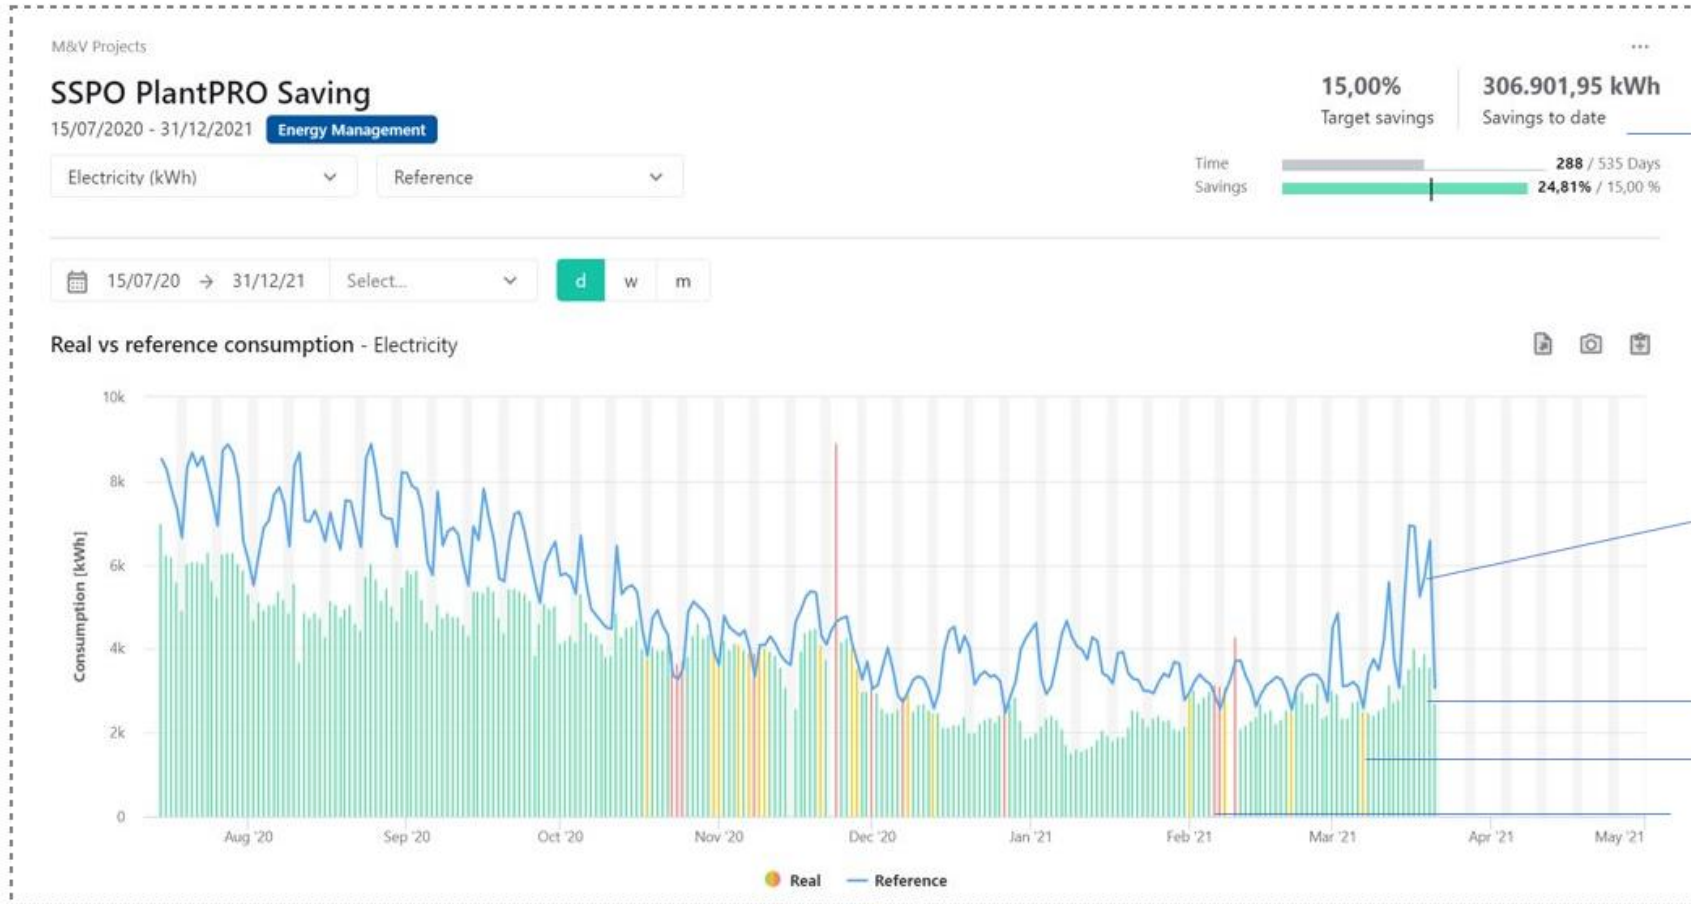 M&V Projects
SSPO PlantPRO Saving
15/07/2020 - 31/12/2021 Energy Management
Electricity (kWh) Reference
15,00% 306.901,95 kWh
Target savings Savings to date
Time 288 / 535 Days
Savings 24,81% / 15,00 %
15/07/20 → 31/12/21 Select... d w m
Real vs reference consumption - Electricity
Consumption [kWh]
10k
8k
6k
4k
2k
0
Aug '20 Sep '20 Oct '20 Nov '20 Dec '20 Jan '21 Feb '21 Mar '21 Apr '21 May '21
Real Reference